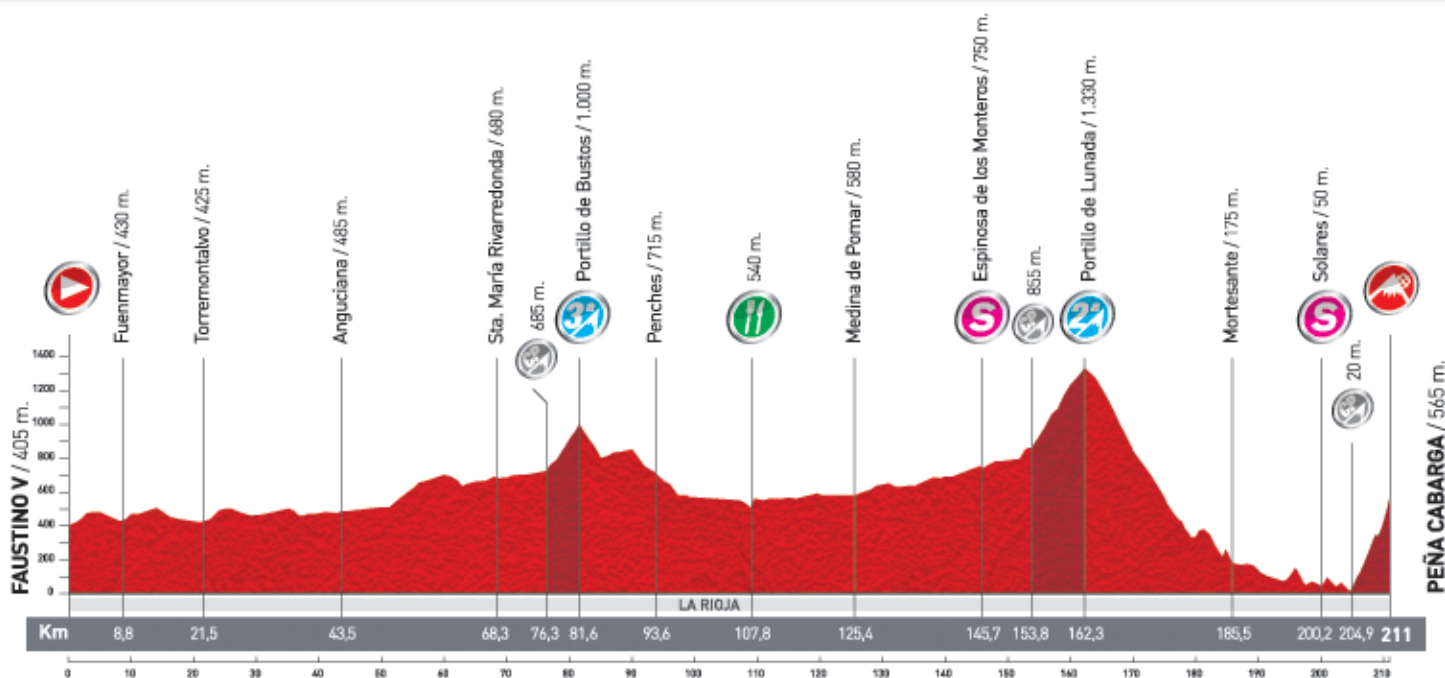 FAUSTINO V / 405 m.
Fuenmayor / 430 m.
Torremontalvo / 425 m.
Anguciana / 485 m.
Sta. María Rivarredonda / 680 m.
685 m.
3ª
Portillo de Bustos / 1.000 m.
Penches / 715 m.
540 m.
Medina de Pomar / 580 m.
S
Espinosa de los Monteros / 750 m.
855 m.
2ª
Portillo de Lunada / 1.330 m.
Mortesante / 175 m.
S
Solares / 50 m.
20 m.
PEÑA CABARGA / 565 m.
1400
1200
1000
800
600
400
200
0
LA RIOJA
Km 8,8 21,5 43,5 68,3 76,3 81,6 93,6 107,8 125,4 145,7 153,8 162,3 185,5 200,2 204,9 211
0 10 20 30 40 50 60 70 80 90 100 110 120 130 140 150 160 170 180 190 200 210